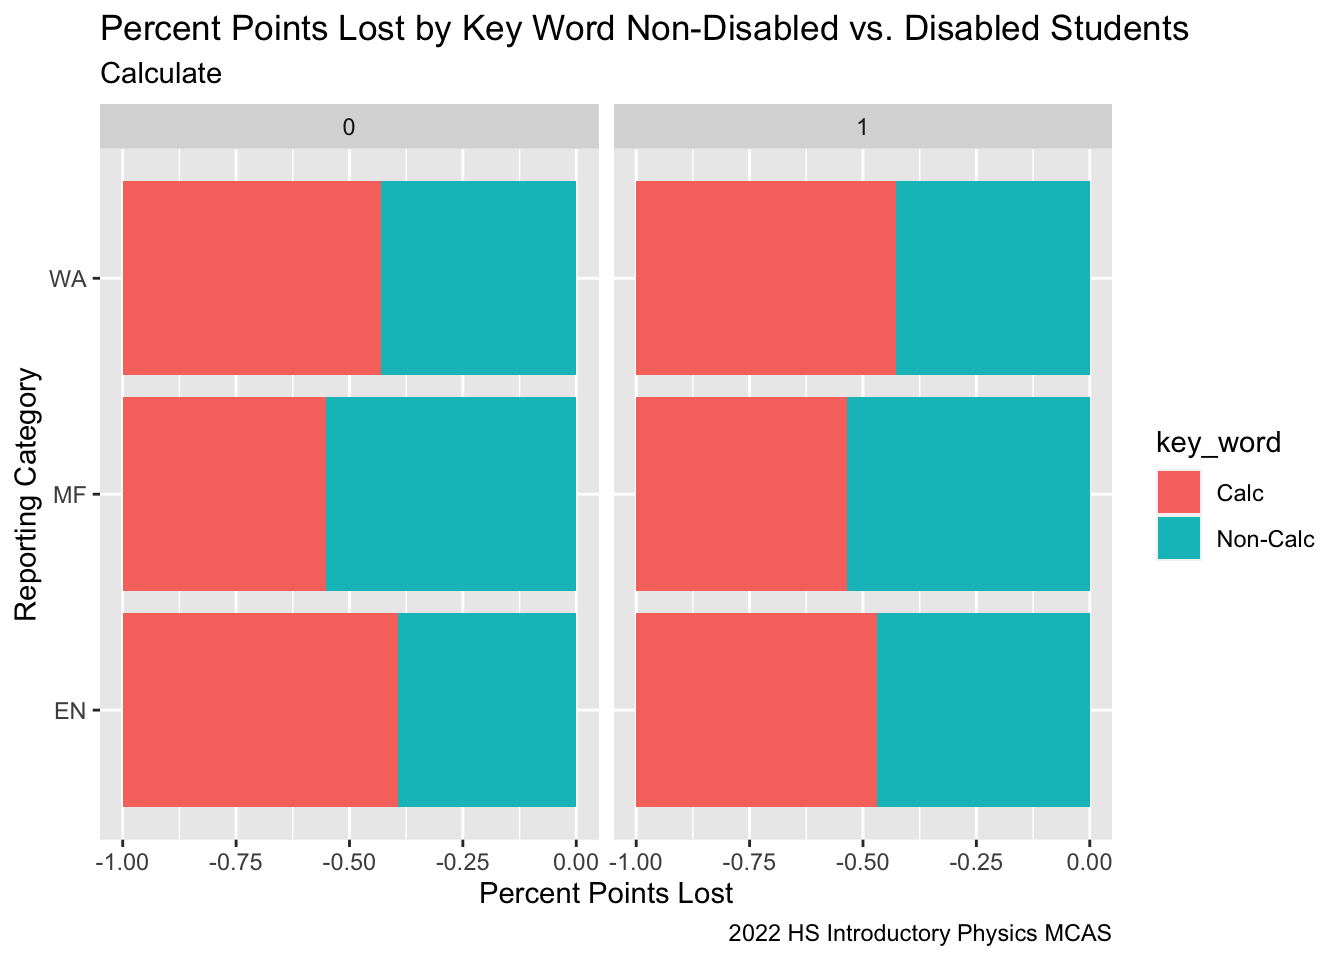 Percent Points Lost by Key Word Non-Disabled vs. Disabled Students
Calculate
0
1
WA
MF
EN
Reporting Category
-1.00
-0.75
-0.50
-0.25
0.00
-1.00
-0.75
-0.50
-0.25
0.00
Percent Points Lost
key_word
Calc
Non-Calc
2022 HS Introductory Physics MCAS